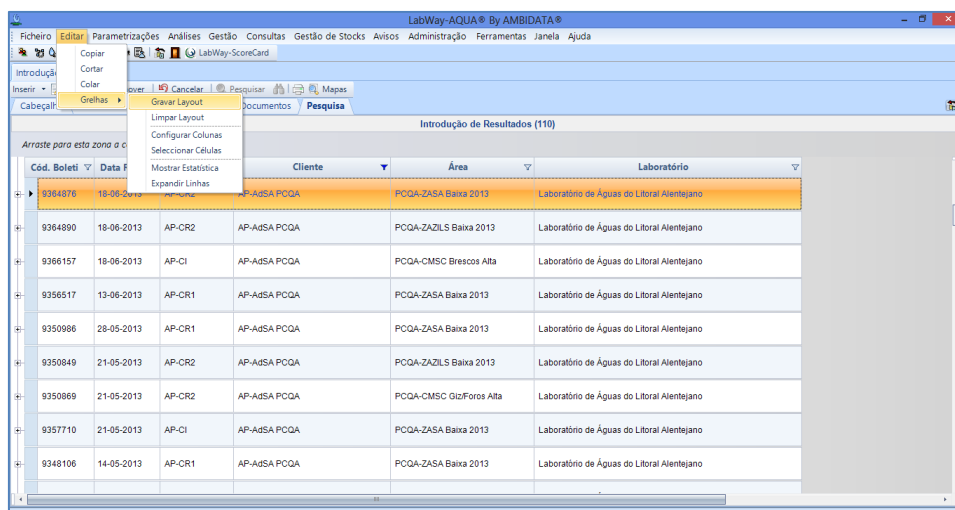 LabWay-AQUA® By AMBIDATA®
Ficheiro Editar Parametrizações Análises Gestão Consultas Gestão de Stocks Avisos Administração Ferramentas Janela Ajuda
Copiar LabWay-ScoreCard
Introdução Cortar
Inserir Colar Cancelar Pesquisar Mapas
Grelhas Gravar Layout Documentos Pesquisa
Limpar Layout Introdução de Resultados (110)
Configurar Colunas
Arraste para esta zona a Seleccionar Células
Cód. Boleti Data Mostrar Estatística Cliente Área Laboratório
Expandir Linhas
9364876 18-06-2013 AP-CR2 AP-AdSA PCQA PCQA-ZASA Baixa 2013 Laboratório de Águas do Litoral Alentejano
9364890 18-06-2013 AP-CR2 AP-AdSA PCQA PCQA-ZAZILS Baixa 2013 Laboratório de Águas do Litoral Alentejano
9366157 18-06-2013 AP-CI AP-AdSA PCQA PCQA-CMSC Brescos Alta Laboratório de Águas do Litoral Alentejano
9356517 13-06-2013 AP-CR1 AP-AdSA PCQA PCQA-ZASA Baixa 2013 Laboratório de Águas do Litoral Alentejano
9350986 28-05-2013 AP-CR1 AP-AdSA PCQA PCQA-ZASA Baixa 2013 Laboratório de Águas do Litoral Alentejano
9350849 21-05-2013 AP-CR2 AP-AdSA PCQA PCQA-ZAZILS Baixa 2013 Laboratório de Águas do Litoral Alentejano
9350869 21-05-2013 AP-CR2 AP-AdSA PCQA PCQA-CMSC Giz/Foros Alta Laboratório de Águas do Litoral Alentejano
9357710 21-05-2013 AP-CI AP-AdSA PCQA PCQA-ZASA Baixa 2013 Laboratório de Águas do Litoral Alentejano
9348106 14-05-2013 AP-CR1 AP-AdSA PCQA PCQA-ZASA Baixa 2013 Laboratório de Águas do Litoral Alentejano